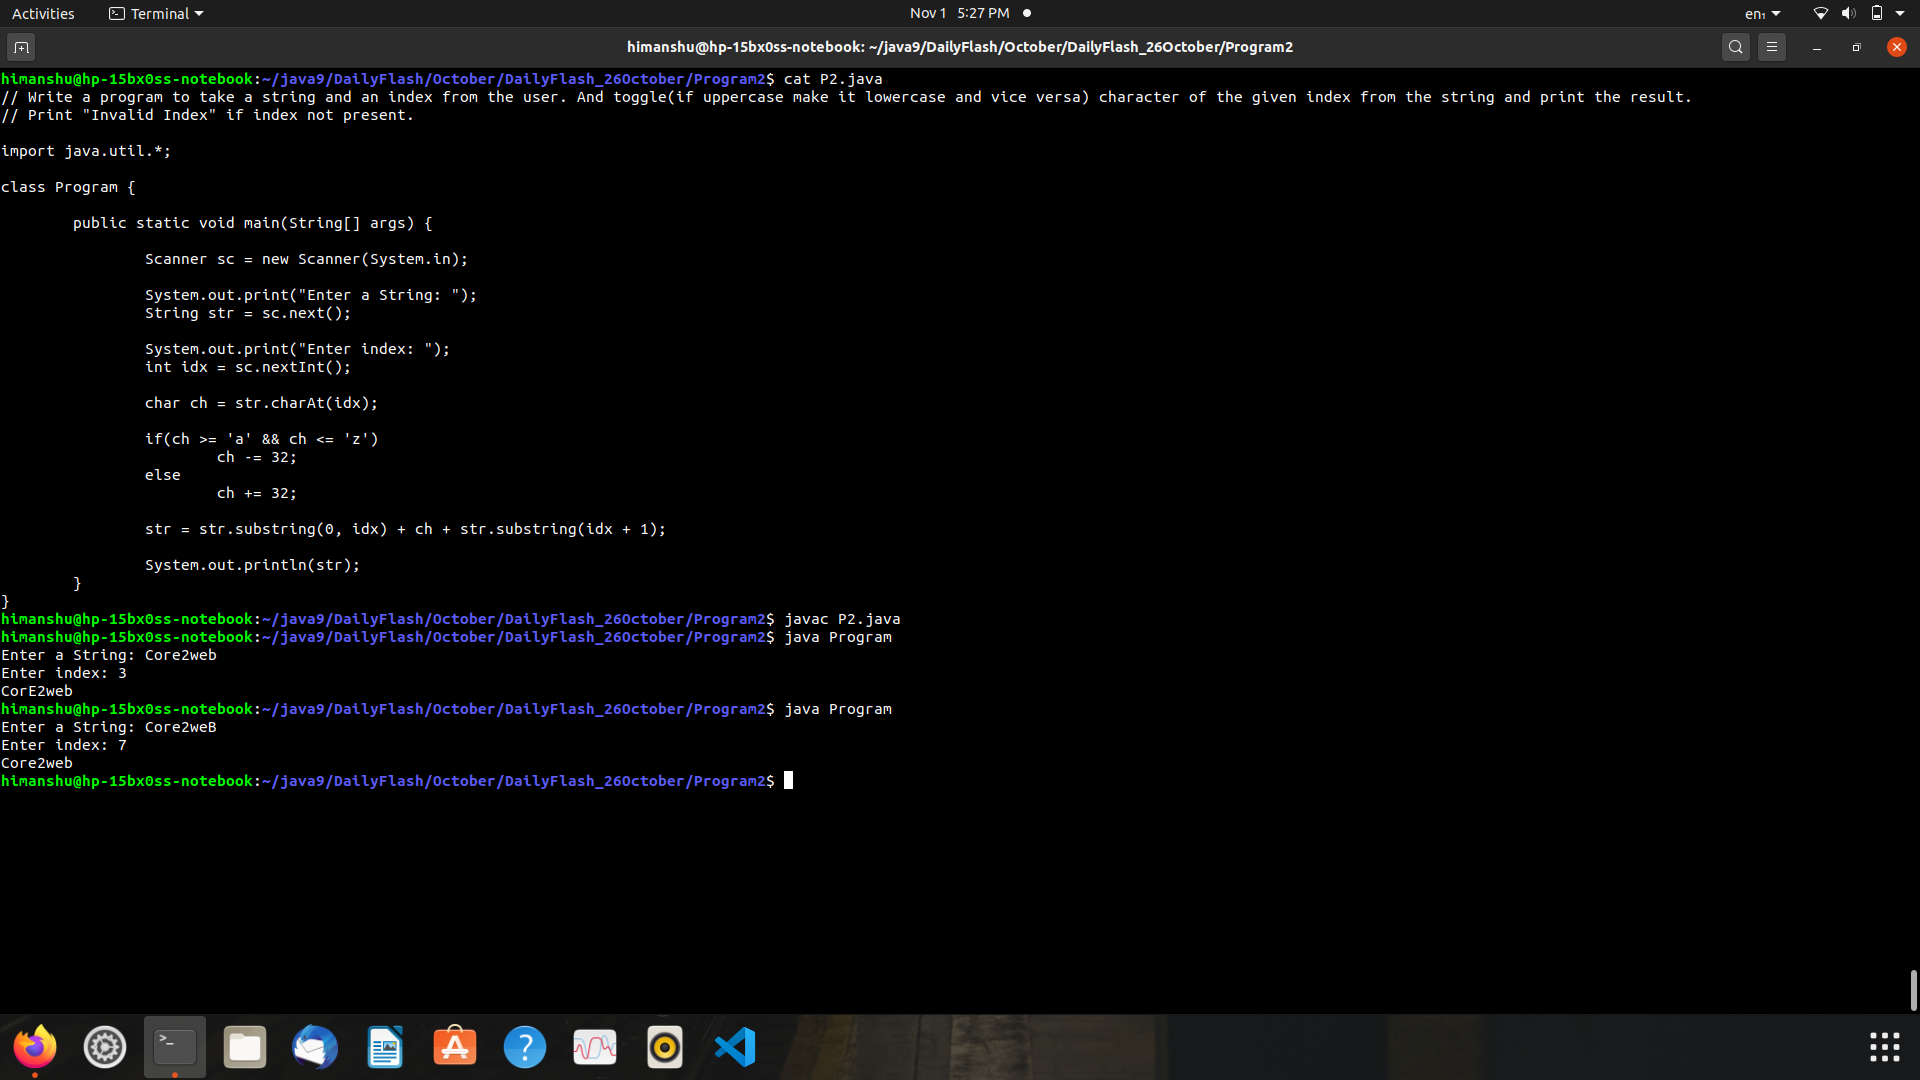 Activities Terminal Nov 1 5:27 PM en₁
himanshu@hp-15bx0ss-notebook: ~/java9/DailyFlash/October/DailyFlash_26October/Program2
himanshu@hp-15bx0ss-notebook:~/java9/DailyFlash/October/DailyFlash_26October/Program2$ cat P2.java
// Write a program to take a string and an index from the user. And toggle(if uppercase make it lowercase and vice versa) character of the given index from the string and print the result.
// Print "Invalid Index" if index not present.
import java.util.*;
class Program {
public static void main(String[] args) {
Scanner sc = new Scanner(System.in);
System.out.print("Enter a String: ");
String str = sc.next();
System.out.print("Enter index: ");
int idx = sc.nextInt();
char ch = str.charAt(idx);
if(ch >= 'a' && ch <= 'z')
ch -= 32;
else
ch += 32;
str = str.substring(0, idx) + ch + str.substring(idx + 1);
System.out.println(str);
}
}
himanshu@hp-15bx0ss-notebook:~/java9/DailyFlash/October/DailyFlash_26October/Program2$ javac P2.java
himanshu@hp-15bx0ss-notebook:~/java9/DailyFlash/October/DailyFlash_26October/Program2$ java Program
Enter a String: Core2web
Enter index: 3
CorE2web
himanshu@hp-15bx0ss-notebook:~/java9/DailyFlash/October/DailyFlash_26October/Program2$ java Program
Enter a String: Core2weB
Enter index: 7
Core2web
himanshu@hp-15bx0ss-notebook:~/java9/DailyFlash/October/DailyFlash_26October/Program2$